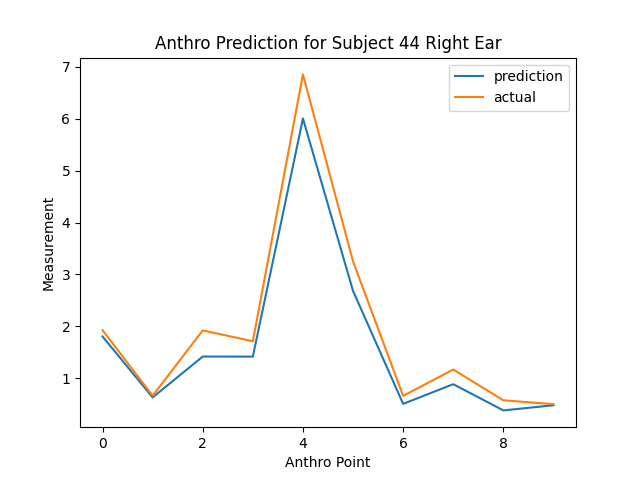 Anthro Prediction for Subject 44 Right Ear
prediction
actual
7
6
5
4
3
2
1
Measurement
0 2 4 6 8
Anthro Point